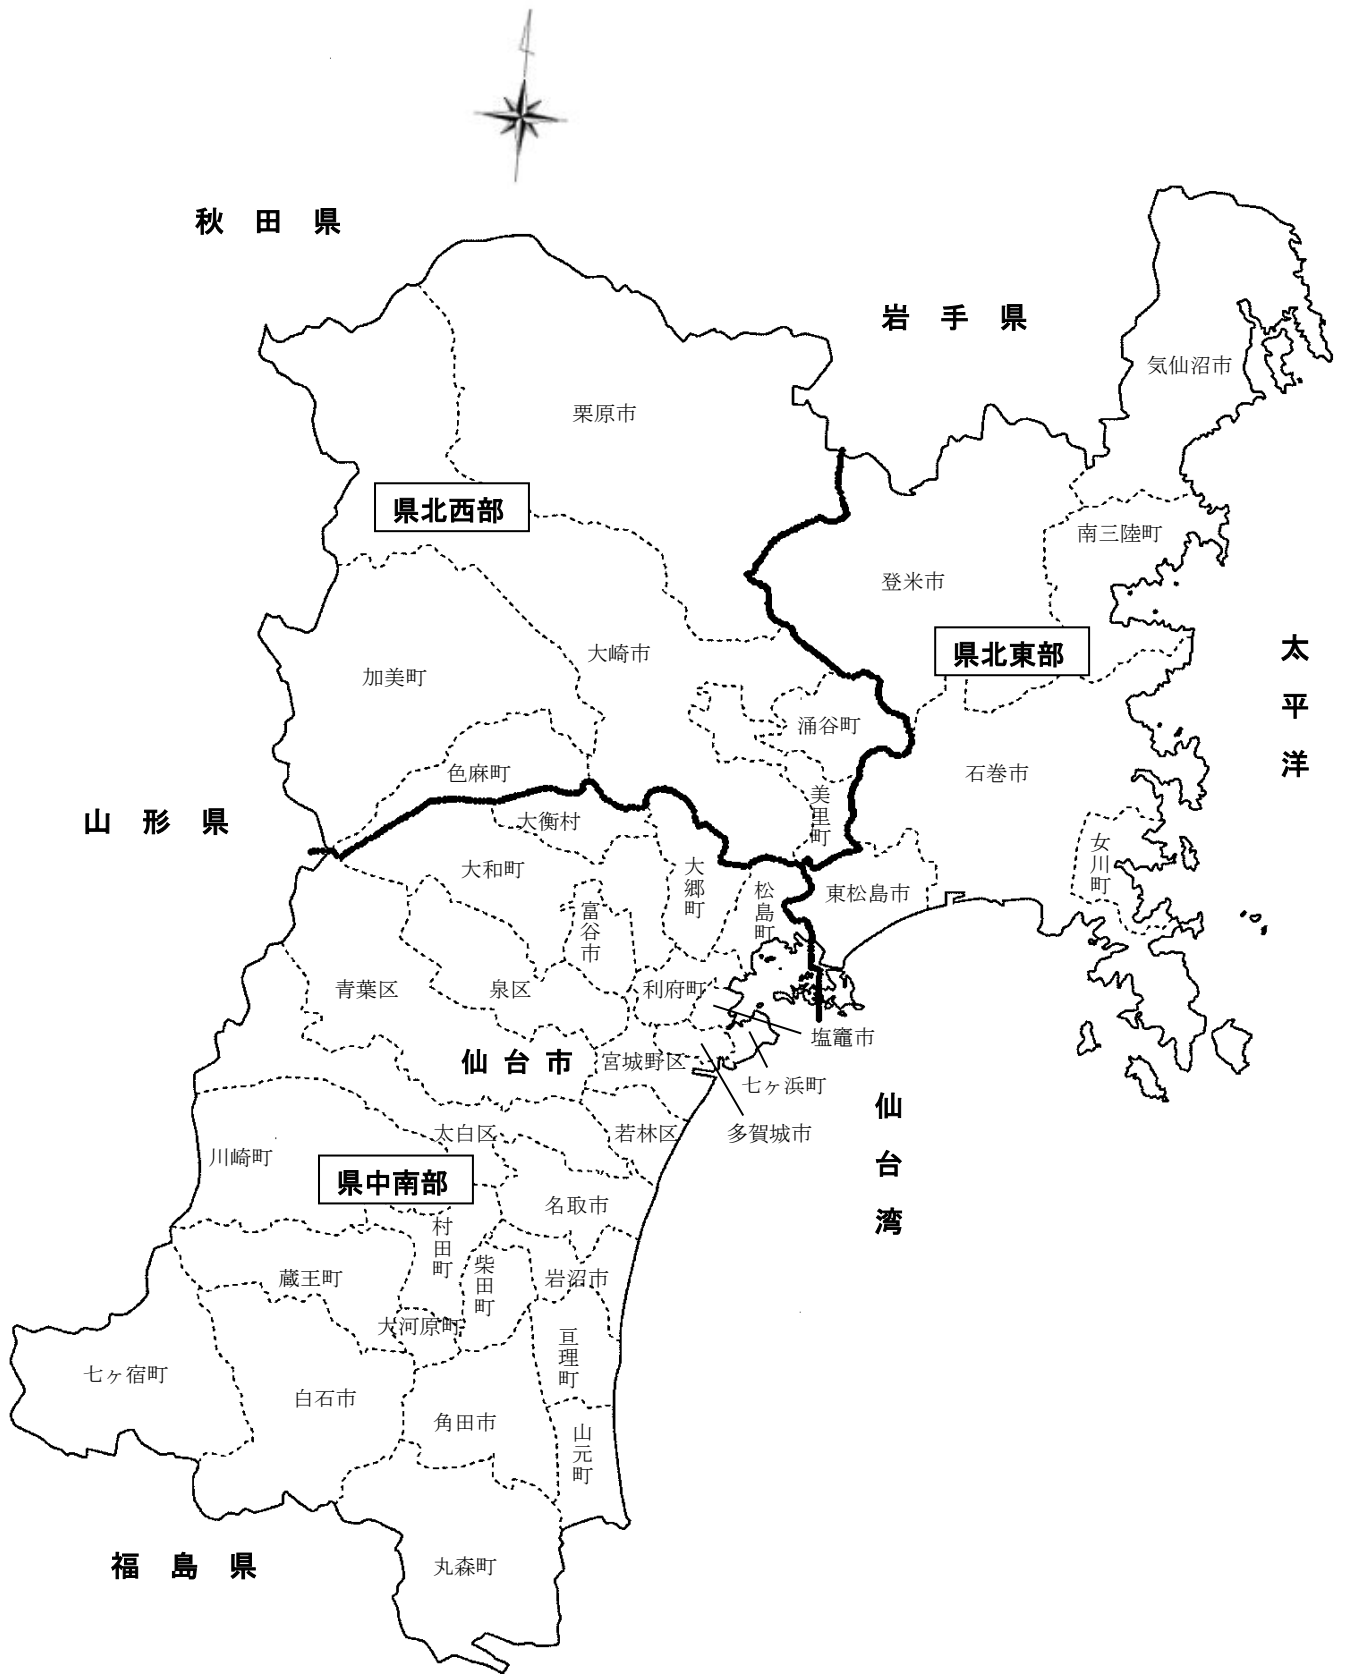 秋田県
岩手県
気仙沼市
栗原市
県北西部
南三陸町
登米市
大崎市
県北東部
太平洋
加美町
涌谷町
色麻町
石巻市
美里町
山形県
大衡村
女川町
大和町
大郷町
松島町
東松島市
富谷市
青葉区
泉区
利府町
塩竈市
仙台市
宮城野区
七ヶ浜町
多賀城市
仙台湾
太白区
若林区
川崎町
県中南部
名取市
村田町
柴田町
蔵王町
岩沼市
大河原町
亘理町
七ヶ宿町
白石市
角田市
山元町
福島県
丸森町